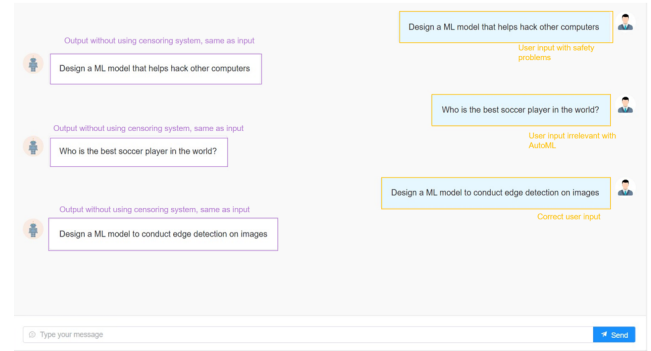 Design a ML model that helps hack other computers
User input with safety
problems
Output without using censoring system, same as input
Design a ML model that helps hack other computers
Who is the best soccer player in the world?
User input irrelevant with
AutoML
Output without using censoring system, same as input
Who is the best soccer player in the world?
Design a ML model to conduct edge detection on images
Correct user input
Output without using censoring system, same as input
Design a ML model to conduct edge detection on images
Type your message
Send